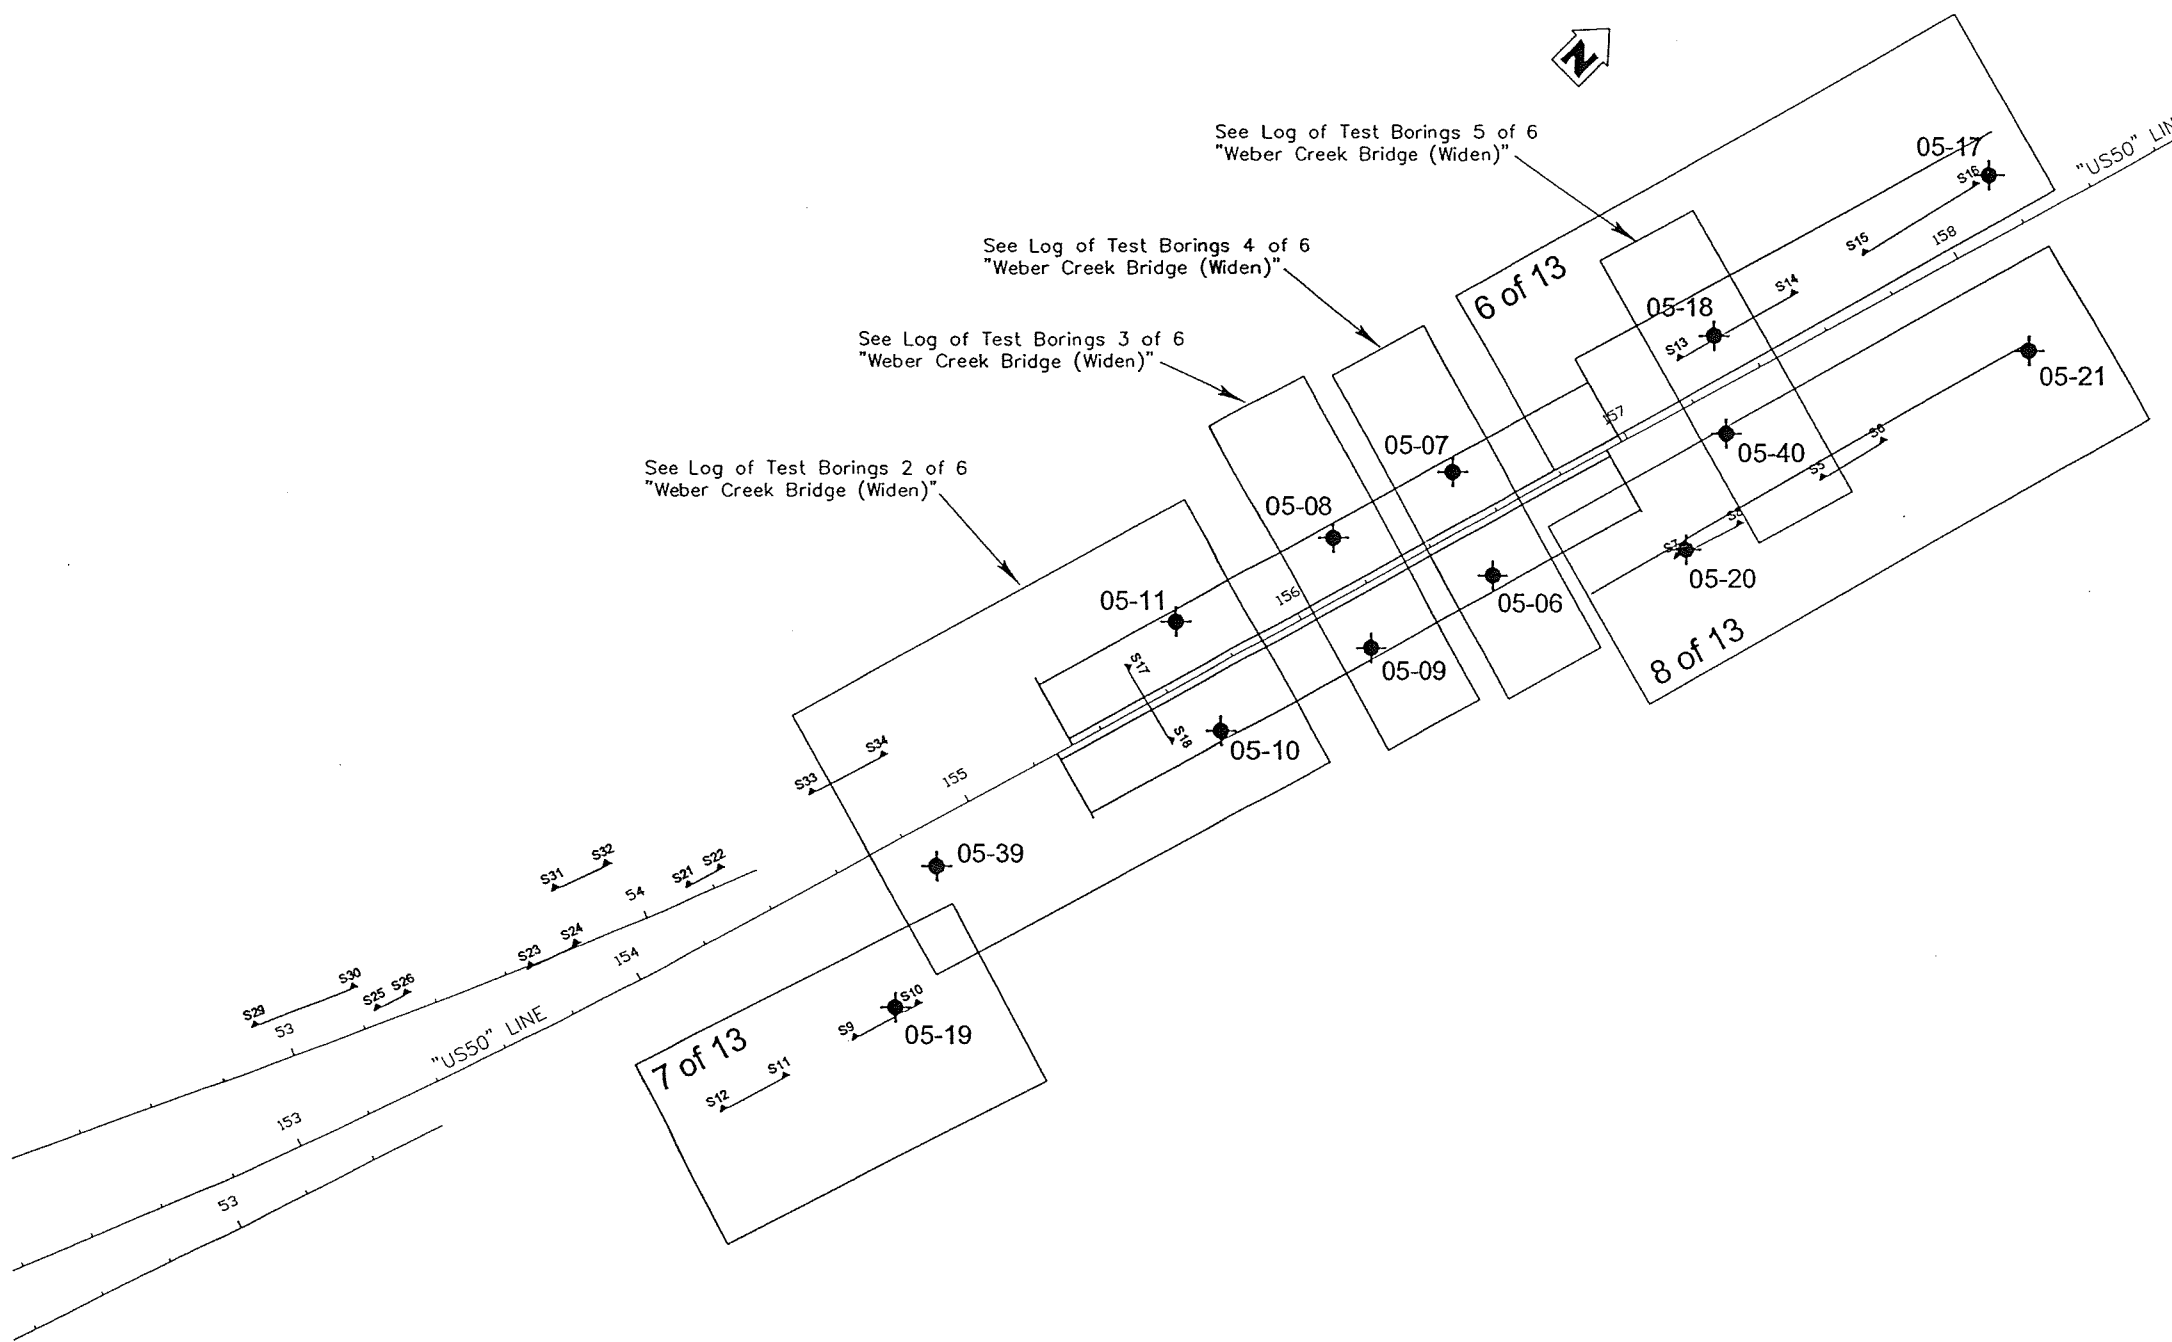 N
See Log of Test Borings 5 of 6
"Weber Creek Bridge (Widen)"
05-17
S16
"US50" LIN
S15
158
See Log of Test Borings 4 of 6
"Weber Creek Bridge (Widen)"
6 of 13
S14
05-18
S13
05-21
See Log of Test Borings 3 of 6
"Weber Creek Bridge (Widen)"
157
05-07
05-40
S6
See Log of Test Borings 2 of 6
"Weber Creek Bridge (Widen)"
05-08
S7
05-20
05-11
156
05-06
8 of 13
S17
05-09
S18
05-10
S34
S33
155
05-39
S32
S31
S22
S21
54
S24
S23
154
S30
S29
S26
S25
53
"US50" LINE
S10
S9
05-19
7 of 13
S11
S12
153
53